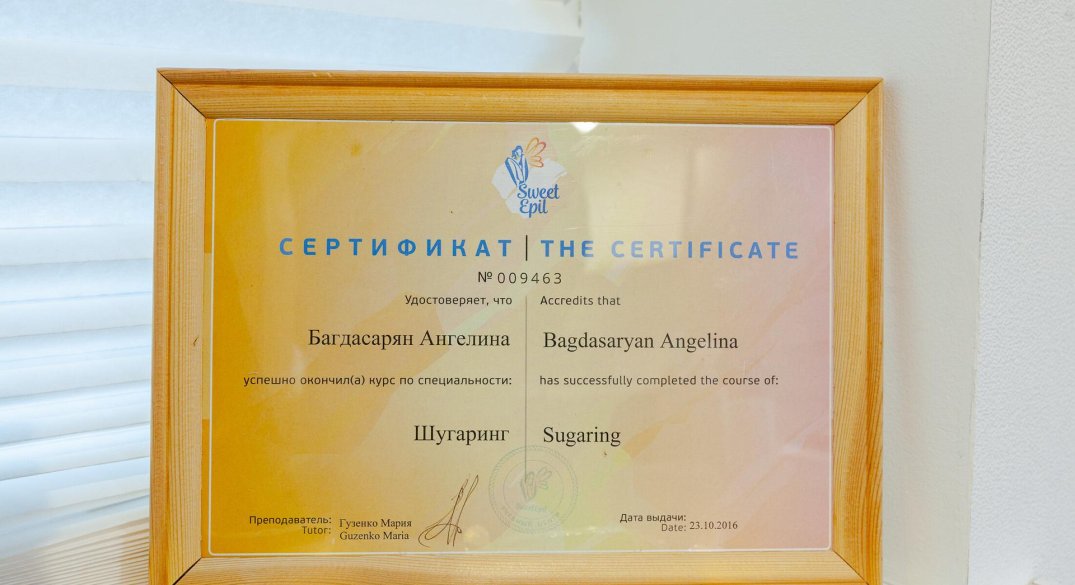 Sweet
Epil
СЕРТИФИКАТ | THE CERTIFICATE
№ 009463
Удостоверяет, что Accredits that
Багдасарян Ангелина Bagdasaryan Angelina
успешно окончил(а) курс по специальности: has successfully completed the course of:
Шугаринг Sugaring
Преподаватель: Гузенко Мария
Tutor: Guzenko Maria
Дата выдачи:
Date: 23.10.2016